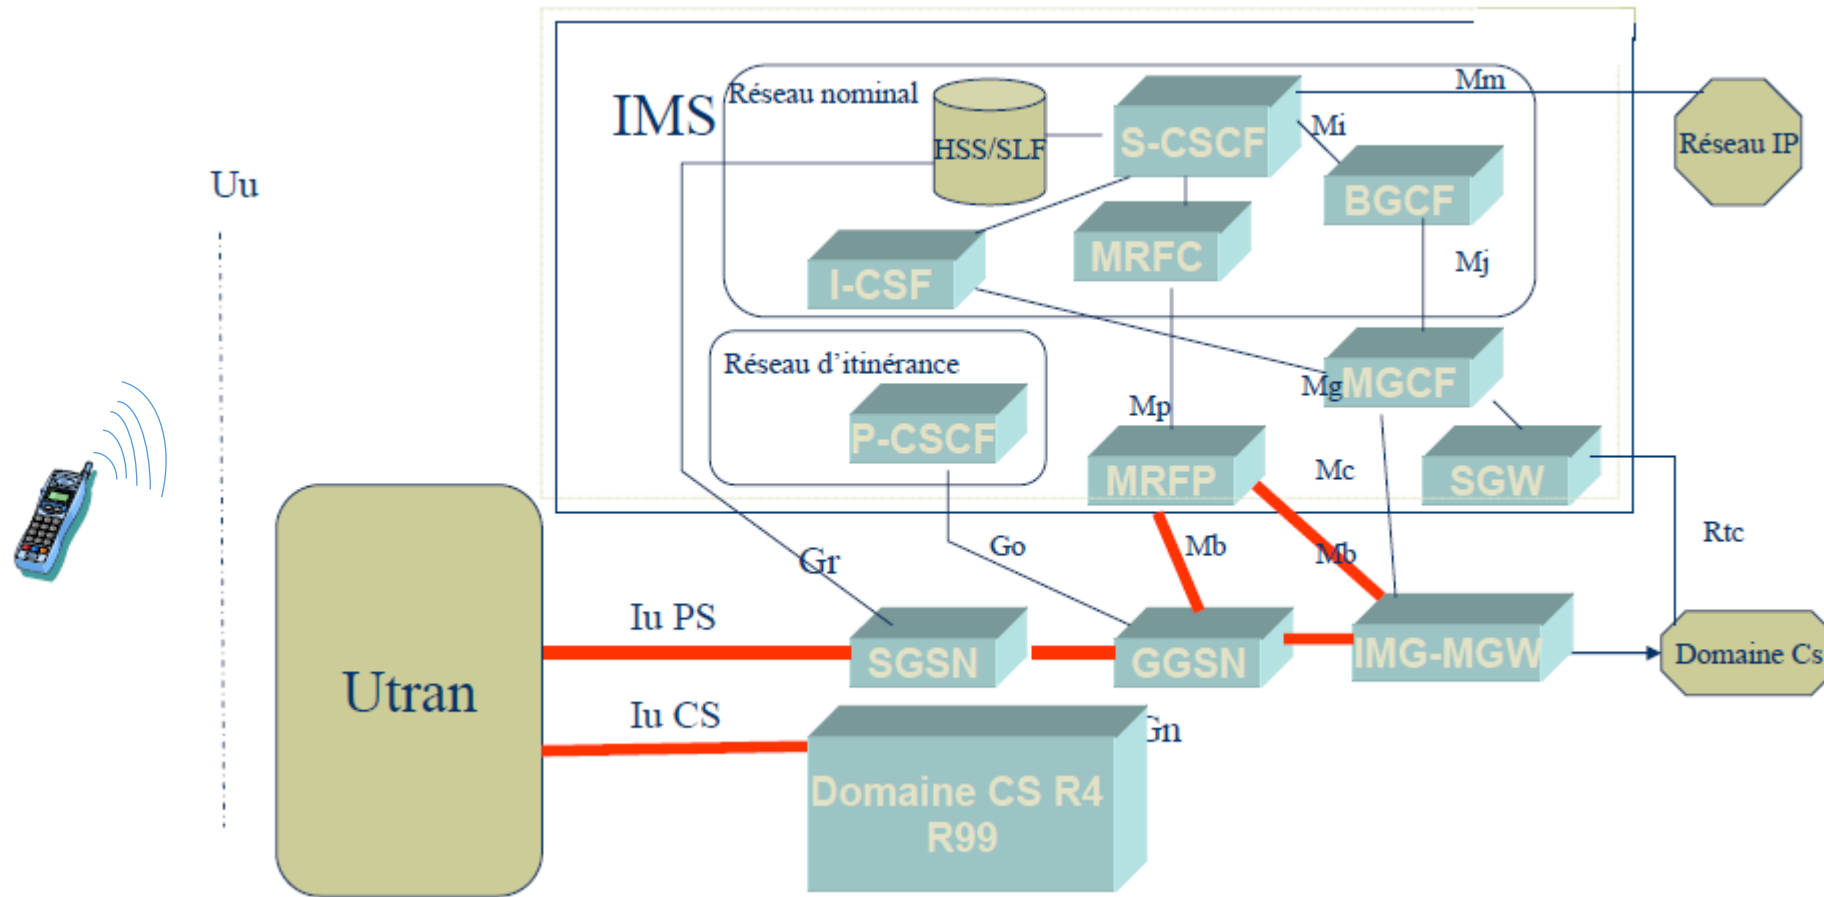 IMS
Réseau nominal
Mm
HSS/SLF
S-CSCF
Mi
Réseau IP
Uu
BGCF
MRFC
Mj
I-CSF
Réseau d’itinérance
Mg
MGCF
Mp
P-CSCF
Mc
MRFP
SGW
Rtc
Go
Mb
Mb
Gr
Iu PS
SGSN
GGSN
IMG-MGW
Domaine Cs
Utran
Iu CS
Gn
Domaine CS R4
R99